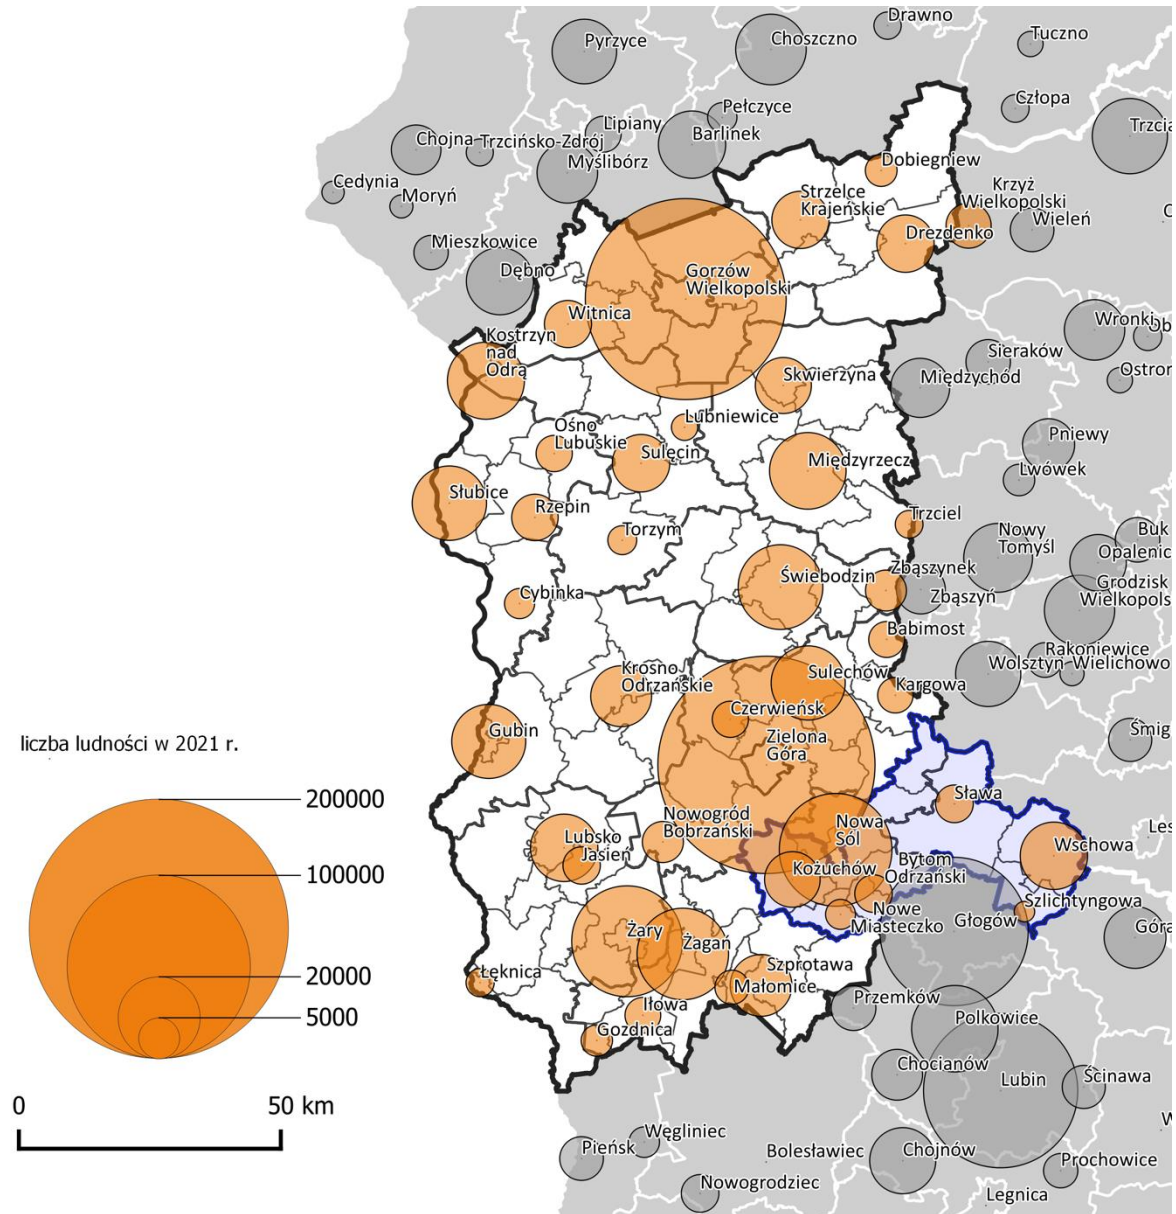 Drawno
Pyrzyce
Choszczno
Tuczno
Człopa
Pełczyce
Lipiany
Barlinek
Trzcia
Chojna
Trzcińsko-Zdrój
Myślibórz
Dobiegniew
Cedynia
Moryń
Strzelce
Krajeńskie
Krzyż
Wielkopolski
Wieleń
Drezdenko
Mieszkowice
Dębno
Gorzów
Wielkopolski
Witnica
Wronki
Ob
Kostrzyn
nad
Odrą
Sieraków
Skwierzyna
Międzychód
Ostror
Lubniewice
Ośno
Lubuskie
Pniewy
Sulęcin
Międzyrzecz
Lwówek
Słubice
Rzepin
Trzciel
Torzym
Nowy
Tomyśl
Buk
Opalenic
Świebodzin
Zbąszynek
Zbąszyń
Grodzisk
Wielkopols
Cybinka
Babimost
Rakoniewice
Wolsztyn
Wielichowo
Krosno
Odrzańskie
Sulechów
Kargowa
Czerwieńsk
Gubin
Zielona
Góra
Śmig
liczba ludności w 2021 r.
Sława
200000
Nowogród
Bobrzański
Lubsko
Jasień
Nowa
Sól
Wschowa
Les
Kożuchów
Bytom
Odrzański
100000
Szlichtyngowa
Nowe
Miasteczko
Głogów
Góra
Żary
Żagań
20000
Łęknica
Szprotawa
Małomice
Iłowa
Przemków
5000
Gozdnica
Polkowice
Chocianów
Lubin
Ścinawa
0
50 km
Węgliniec
Pieńsk
Bolesławiec
Chojnów
Prochowice
Nowogrodziec
Legnica